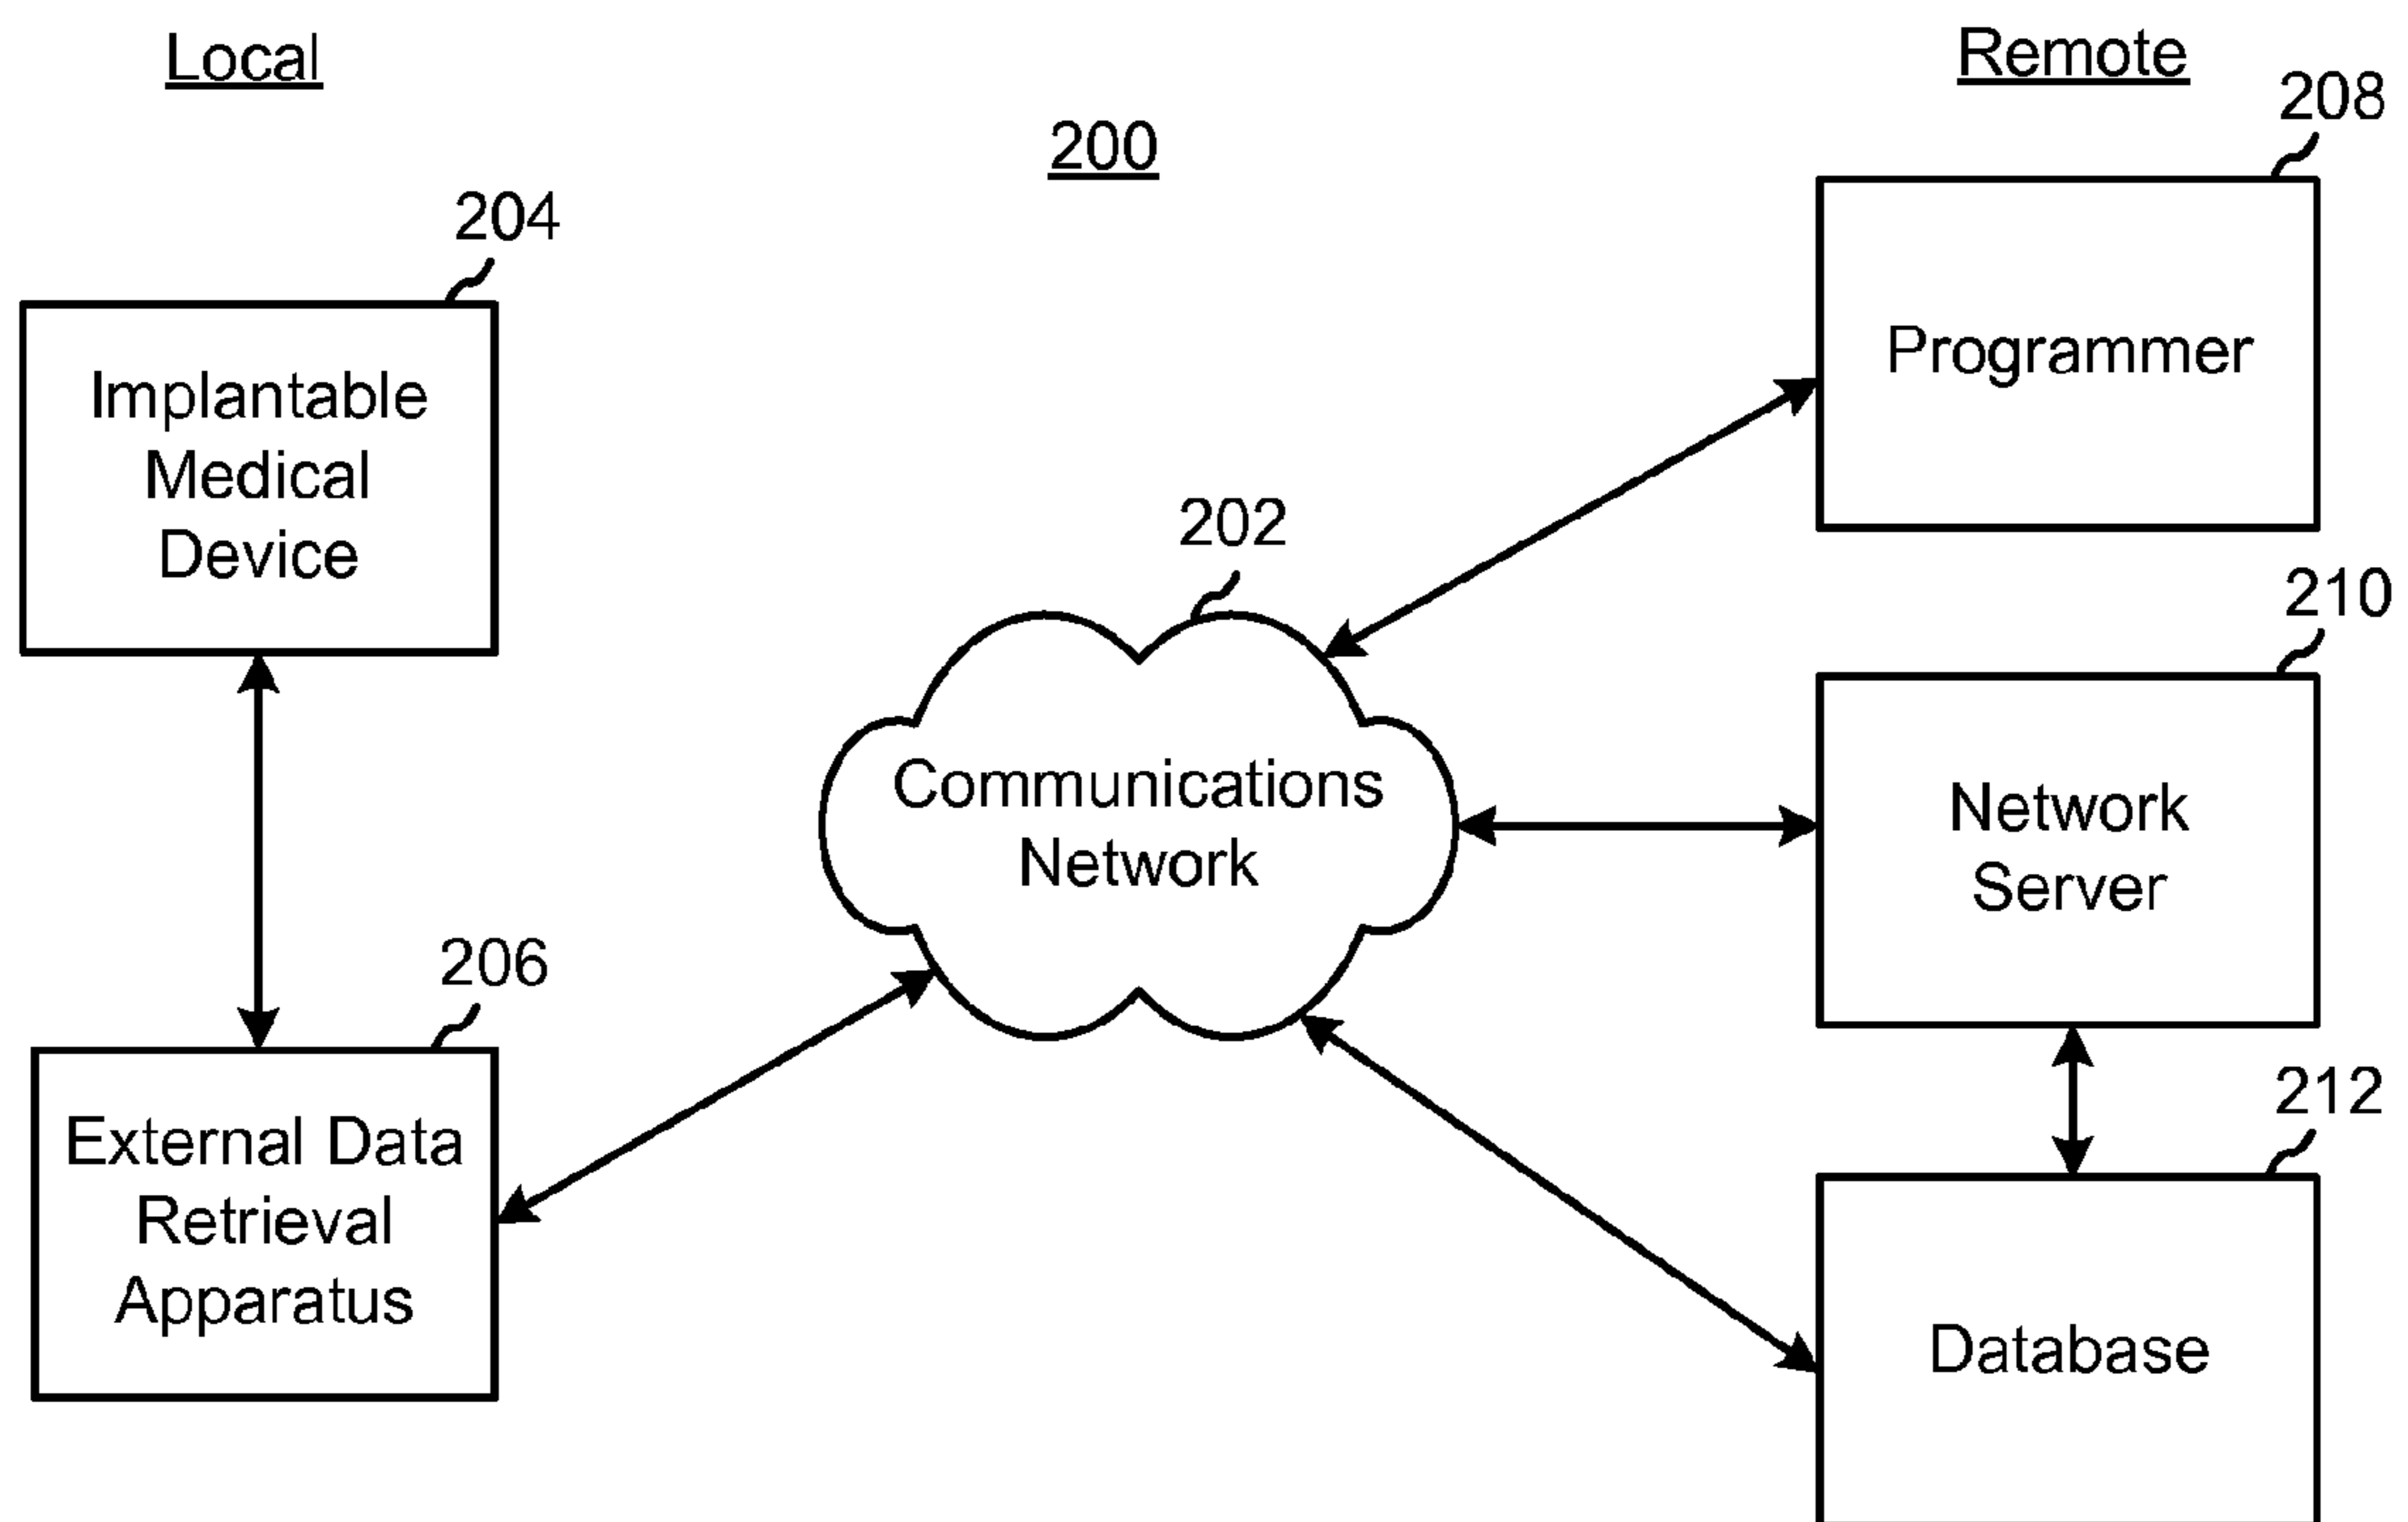 Local
Remote
200
204
Implantable
Medical
Device
206
External Data
Retrieval
Apparatus
202
Communications
Network
208
Programmer
210
Network
Server
212
Database